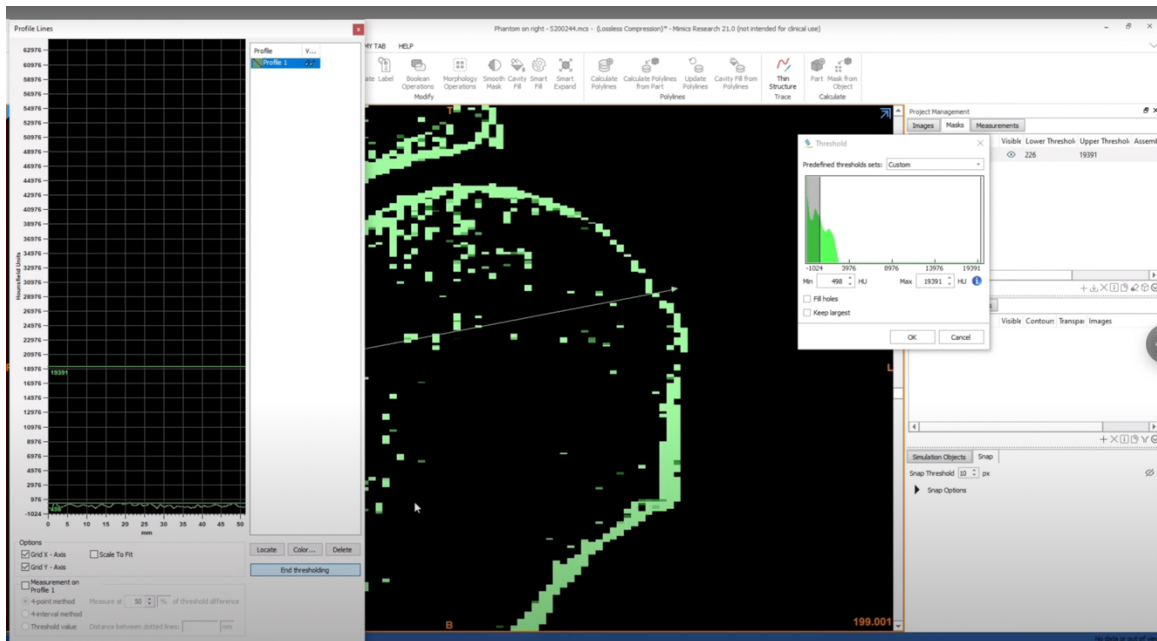 Profile Lines
Phantom on right - S200244.mcs - (Lossless Compression)* - Mimics Research 21.0 (not intended for clinical use)
MY TAB HELP
Label
Boolean Operations
Morphology Operations
Smooth Mask
Cavity Fill
Smart Fill
Smart Expand
Modify
Calculate Polylines
Calculate Polylines from Part
Update Polylines
Cavity Fill from Polylines
Polylines
Thin Structure
Trace
Part
Mask from Object
Calculate
Profile V...
Profile 1
Hounsfield Units
62976
60976
58976
56976
54976
52976
50976
48976
46976
44976
42976
40976
38976
36976
34976
32976
30976
28976
26976
24976
22976
20976
18976
16976
14976
12976
10976
8976
6976
4976
2976
976
-1024
19391
498
0 5 10 15 20 25 30 35 40 45 50
mm
Options
Grid X - Axis
Scale To Fit
Grid Y - Axis
Measurement on Profile 1
4-point method
Measure at 50 % of threshold difference
4-interval method
Threshold value
Distance between dotted lines: mm
Locate Color... Delete
End thresholding
T
L
B
199.001
Project Management
Images Masks Measurements
Visible Lower Threshol Upper Threshol Assemb
226 19391
Threshold
Predefined thresholds sets: Custom
-1024 3976 8976 13976 19391
Min 498 HU Max 19391 HU
Fill holes
Keep largest
OK Cancel
Visible Contour Transpa Images
Simulation Objects Snap
Snap Threshold 10 px
Snap Options